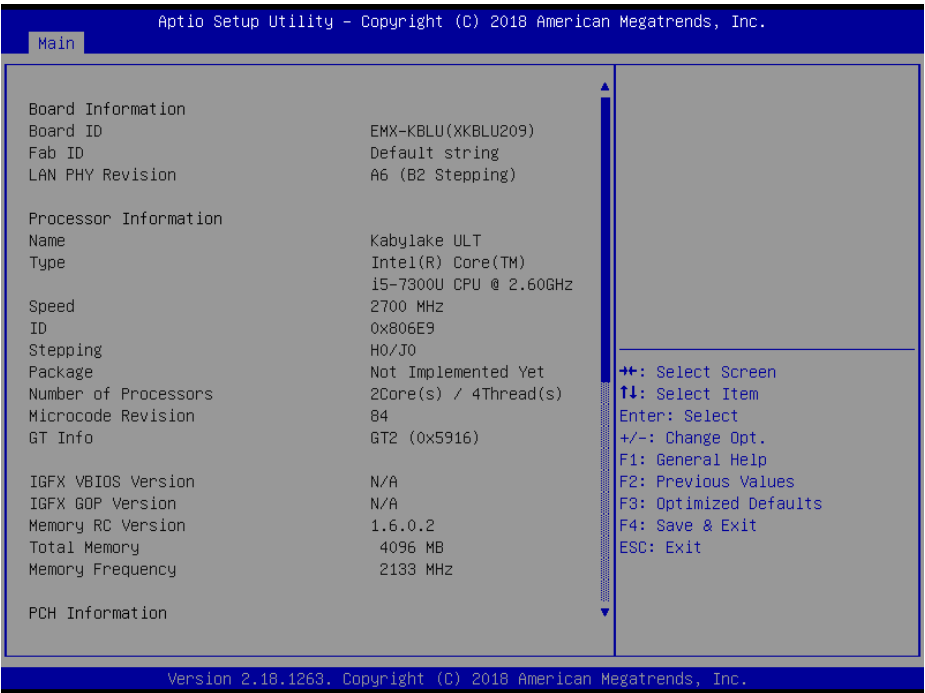 Aptio Setup Utility – Copyright (C) 2018 American Megatrends, Inc.
Main
Board Information
Board ID EMX-KBLU(XKBLU209)
Fab ID Default string
LAN PHY Revision A6 (B2 Stepping)
Processor Information
Name Kabylake ULT
Type Intel(R) Core(TM)
i5-7300U CPU @ 2.60GHz
Speed 2700 MHz
ID 0x806E9
Stepping H0/J0
Package Not Implemented Yet
Number of Processors 2Core(s) / 4Thread(s)
Microcode Revision 84
GT Info GT2 (0x5916)
IGFX VBIOS Version N/A
IGFX GOP Version N/A
Memory RC Version 1.6.0.2
Total Memory 4096 MB
Memory Frequency 2133 MHz
PCH Information
→←: Select Screen
↑↓: Select Item
Enter: Select
+/-: Change Opt.
F1: General Help
F2: Previous Values
F3: Optimized Defaults
F4: Save & Exit
ESC: Exit
Version 2.18.1263. Copyright (C) 2018 American Megatrends, Inc.